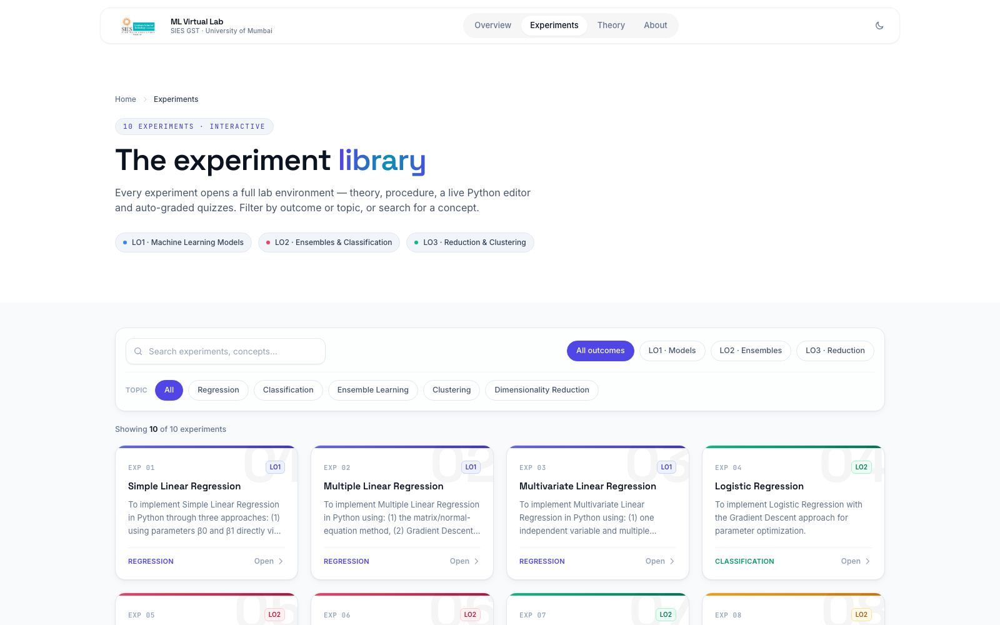 SIES
ML Virtual Lab
SIES GST · University of Mumbai
Overview
Experiments
Theory
About
Home
Experiments
10 EXPERIMENTS · INTERACTIVE
The experiment library
Every experiment opens a full lab environment — theory, procedure, a live Python editor
and auto-graded quizzes. Filter by outcome or topic, or search for a concept.
LO1 · Machine Learning Models
LO2 · Ensembles & Classification
LO3 · Reduction & Clustering
Search experiments, concepts...
All outcomes
LO1 · Models
LO2 · Ensembles
LO3 · Reduction
TOPIC
All
Regression
Classification
Ensemble Learning
Clustering
Dimensionality Reduction
Showing 10 of 10 experiments
01
EXP 01
LO1
Simple Linear Regression
To implement Simple Linear Regression
in Python through three approaches: (1)
using parameters β0 and β1 directly vi...
REGRESSION
Open
02
EXP 02
LO1
Multiple Linear Regression
To implement Multiple Linear Regression
in Python using: (1) the matrix/normal-
equation method, (2) Gradient Descent...
REGRESSION
Open
03
EXP 03
LO1
Multivariate Linear Regression
To implement Multivariate Linear
Regression in Python using: (1) one
independent variable and multiple...
REGRESSION
Open
04
EXP 04
LO2
Logistic Regression
To implement Logistic Regression with
the Gradient Descent approach for
parameter optimization.
CLASSIFICATION
Open
05
EXP 05
LO2
06
EXP 06
LO2
07
EXP 07
LO2
08
EXP 08
LO2